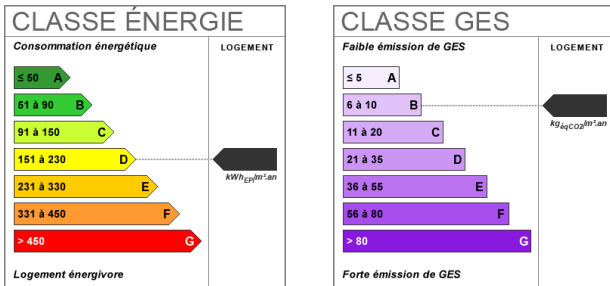 CLASSE ÉNERGIE
Consommation énergétique
LOGEMENT
≤ 50 A
51 à 90 B
91 à 150 C
151 à 230 D
kWhEP/m².an
231 à 330 E
331 à 450 F
> 450 G
Logement énergivore
CLASSE GES
Faible émission de GES
LOGEMENT
≤ 5 A
6 à 10 B
kgéqCO2/m².an
11 à 20 C
21 à 35 D
36 à 55 E
56 à 80 F
> 80 G
Forte émission de GES